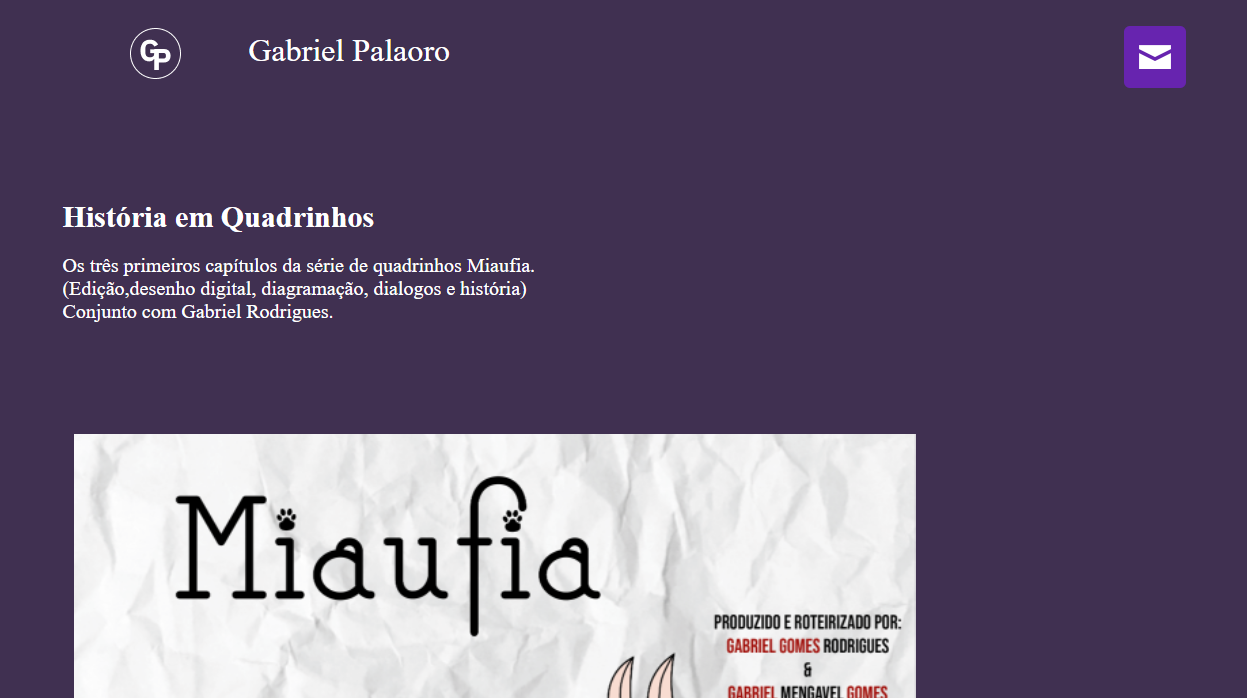 GP
Gabriel Palaoro
História em Quadrinhos
Os três primeiros capítulos da série de quadrinhos Miaufia.
(Edição,desenho digital, diagramação, dialogos e história)
Conjunto com Gabriel Rodrigues.
Miaufia
PRODUZIDO E ROTEIRIZADO POR:
GABRIEL GOMES RODRIGUES
&
GABRIEL MENGAVEL GOMES